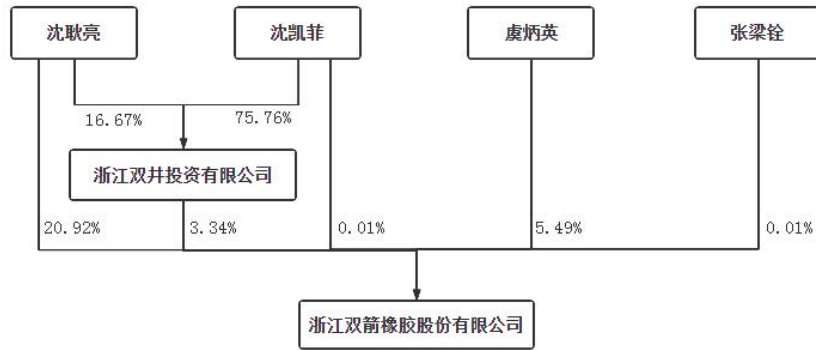 沈耿亮
沈凯菲
虞炳英
张梁铨
16.67%
75.76%
浙江双井投资有限公司
20.92%
3.34%
0.01%
5.49%
0.01%
浙江双箭橡胶股份有限公司